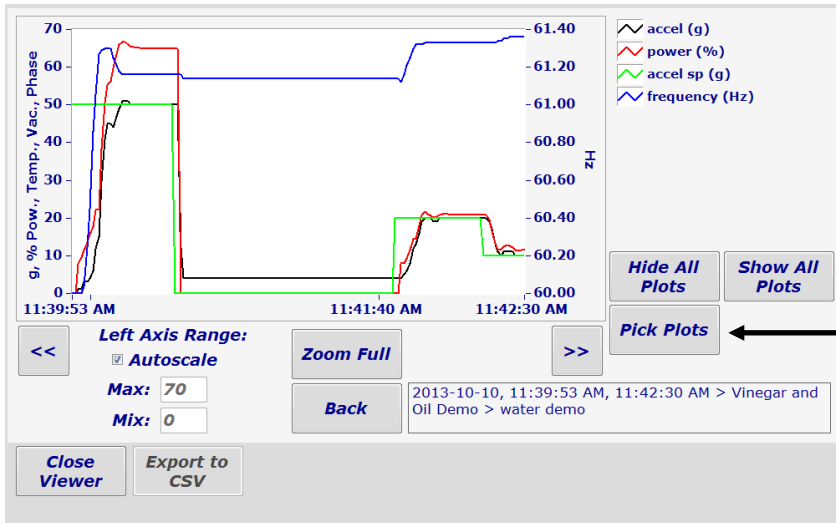 70
60
50
40
30
20
10
0
g, % Pow., Temp., Vac., Phase
61.40
61.20
61.00
60.80
60.60
60.40
60.20
60.00
Hz
11:39:53 AM
11:41:40 AM
11:42:30 AM
accel (g)
power (%)
accel sp (g)
frequency (Hz)
Hide All
Plots
Show All
Plots
Pick Plots
<<
Left Axis Range:
Autoscale
Max: 70
Mix: 0
Zoom Full
Back
>>
2013-10-10, 11:39:53 AM, 11:42:30 AM > Vinegar and
Oil Demo > water demo
Close
Viewer
Export to
CSV